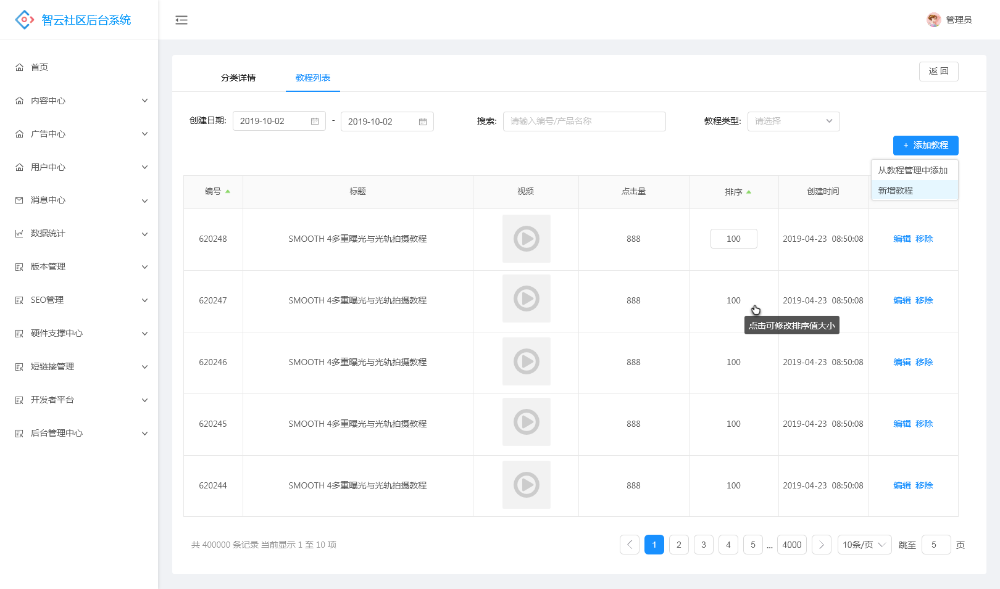 智云社区后台系统
管理员
首页
内容中心
广告中心
用户中心
消息中心
数据统计
版本管理
SEO管理
硬件支撑中心
短链接管理
开发者平台
后台管理中心
分类详情 教程列表 返 回
创建日期: 2019-10-02 - 2019-10-02 搜索: 请输入编号/产品名称 教程类型: 请选择
+ 添加教程
从教程管理中添加
新增教程
编号 标题 视频 点击量 排序 创建时间
620248 SMOOTH 4多重曝光与光轨拍摄教程 888 100 2019-04-23 08:50:08 编辑 移除
620247 SMOOTH 4多重曝光与光轨拍摄教程 888 100 2019-04-23 08:50:08 编辑 移除
点击可修改排序值大小
620246 SMOOTH 4多重曝光与光轨拍摄教程 888 100 2019-04-23 08:50:08 编辑 移除
620245 SMOOTH 4多重曝光与光轨拍摄教程 888 100 2019-04-23 08:50:08 编辑 移除
620244 SMOOTH 4多重曝光与光轨拍摄教程 888 100 2019-04-23 08:50:08 编辑 移除
共 400000 条记录 当前显示 1 至 10 项 1 2 3 4 5 ... 4000 10条/页 跳至 5 页